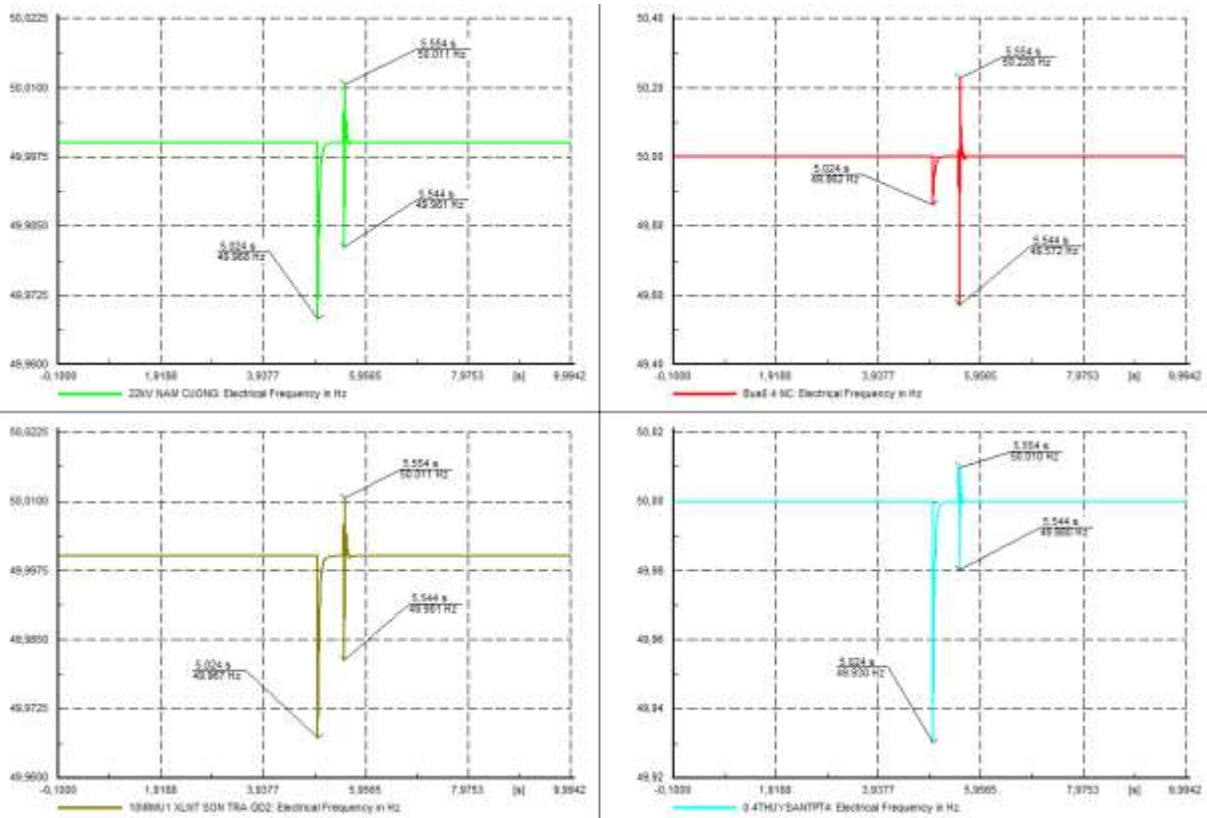 50,0225
5.554 s
50.011 Hz
50,0100
49,9975
5.544 s
49.981 Hz
49,9850
5.024 s
49.968 Hz
49,9725
49,9600
-0,1000 1,9188 3,9377 5,9565 7,9753 [s] 9,9942
22kV NAM CUONG: Electrical Frequency in Hz
50,40
5.554 s
50.228 Hz
50,20
50,00
5.024 s
49.862 Hz
49,80
5.544 s
49.572 Hz
49,60
49,40
-0,1000 1,9188 3,9377 5,9565 7,9753 [s] 9,9942
Bus0.4 NC: Electrical Frequency in Hz
50,0225
5.554 s
50.011 Hz
50,0100
49,9975
5.544 s
49.981 Hz
49,9850
5.024 s
49.967 Hz
49,9725
49,9600
-0,1000 1,9188 3,9377 5,9565 7,9753 [s] 9,9942
XLNT SON TRA Electrical Frequency in Hz
50,02
5.554 s
50.010 Hz
50,00
5.544 s
49.980 Hz
49,98
49,96
5.024 s
49.930 Hz
49,94
49,92
-0,1000 1,9188 3,9377 5,9565 7,9753 [s] 9,9942
0.4THUYSANTPT4: Electrical Frequency in Hz